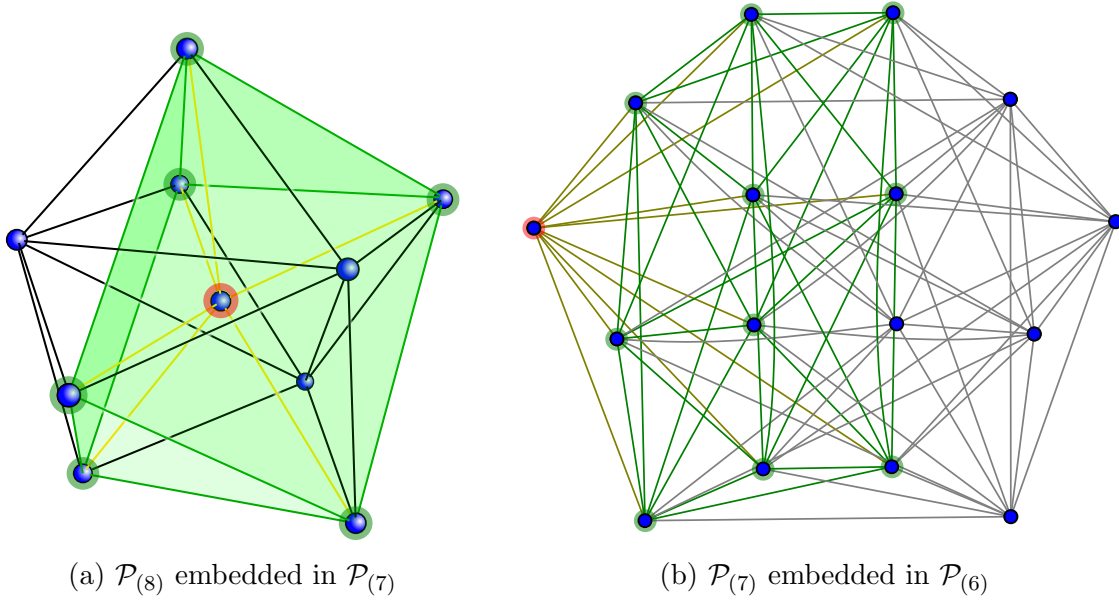 (a) 𝒫(8) embedded in 𝒫(7)
(b) 𝒫(7) embedded in 𝒫(6)